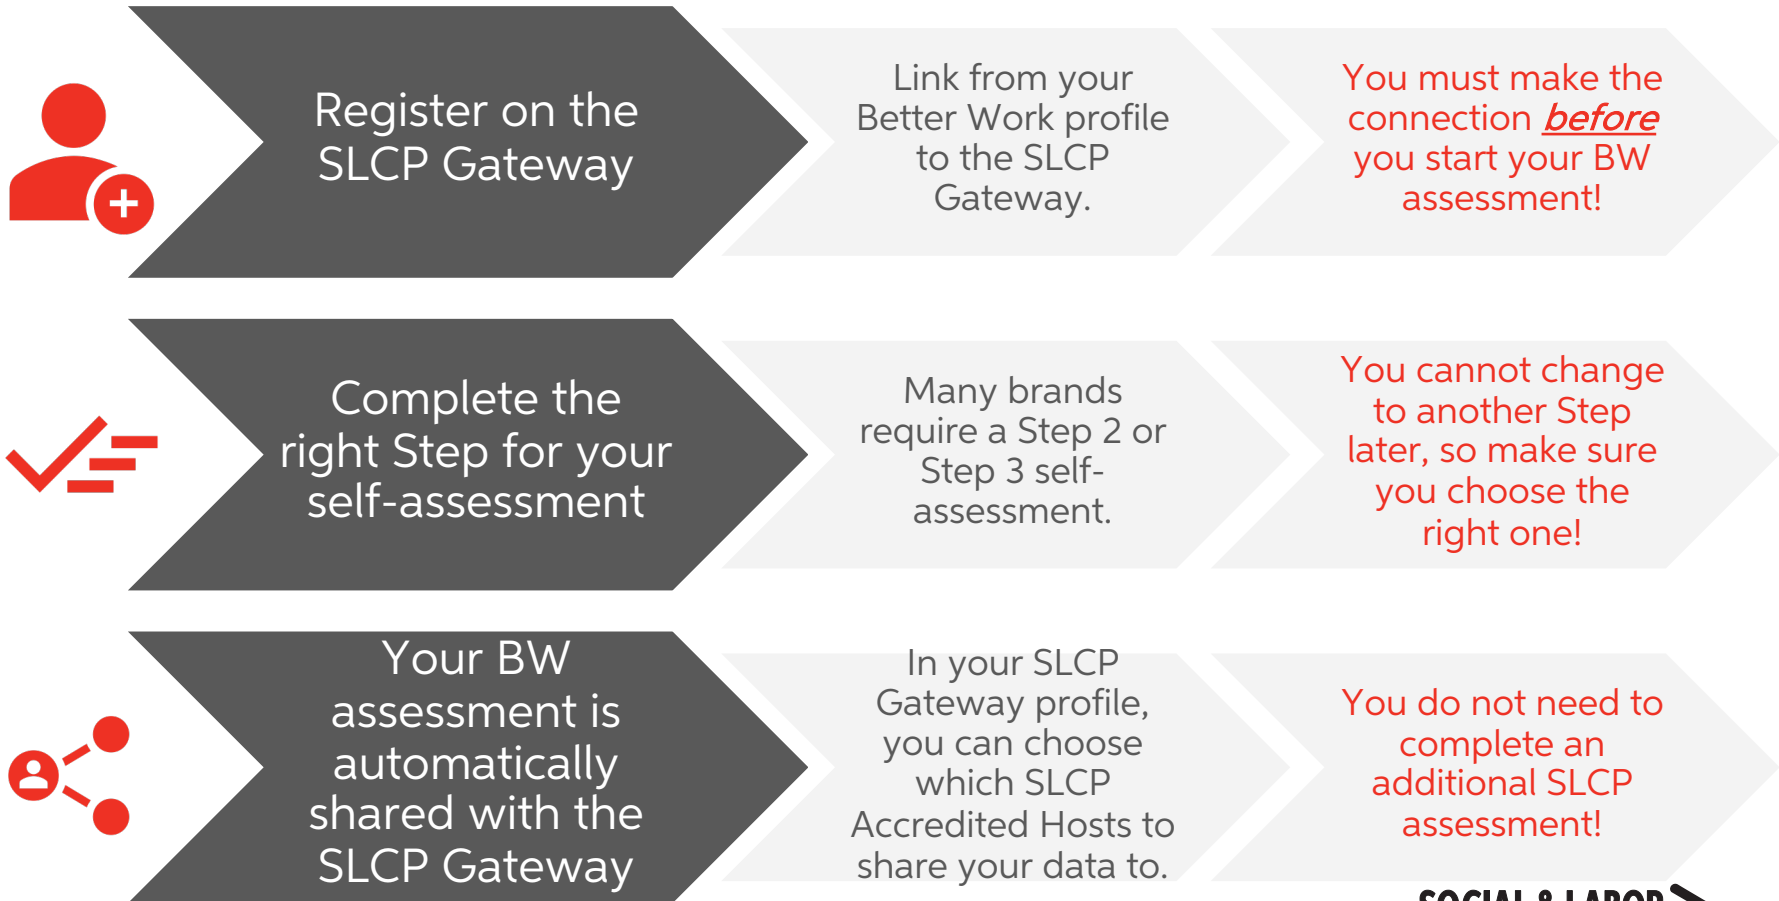 Register on the
SLCP Gateway
Link from your
Better Work profile
to the SLCP
Gateway.
You must make the
connection before
you start your BW
assessment!
Complete the
right Step for your
self-assessment
Many brands
require a Step 2 or
Step 3 self-
assessment.
You cannot change
to another Step
later, so make sure
you choose the
right one!
Your BW
assessment is
automatically
shared with the
SLCP Gateway
In your SLCP
Gateway profile,
you can choose
which SLCP
Accredited Hosts to
share your data to.
You do not need to
complete an
additional SLCP
assessment!
SOCIAL & LABOR